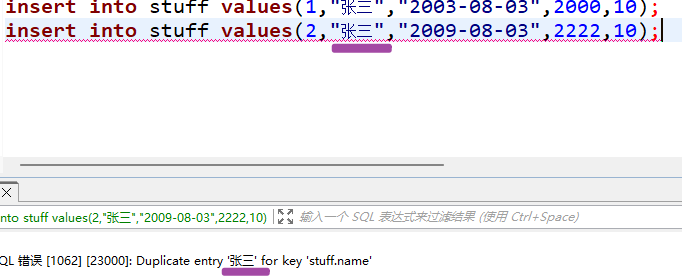 insert into stuff values(1,"张三","2003-08-03",2000,10);
insert into stuff values(2,"张三","2009-08-03",2222,10);
nto stuff values(2,"张三","2009-08-03",2222,10) 输入一个 SQL 表达式来过滤结果 (使用 Ctrl+Space)
QL 错误 [1062] [23000]: Duplicate entry '张三' for key 'stuff.name'